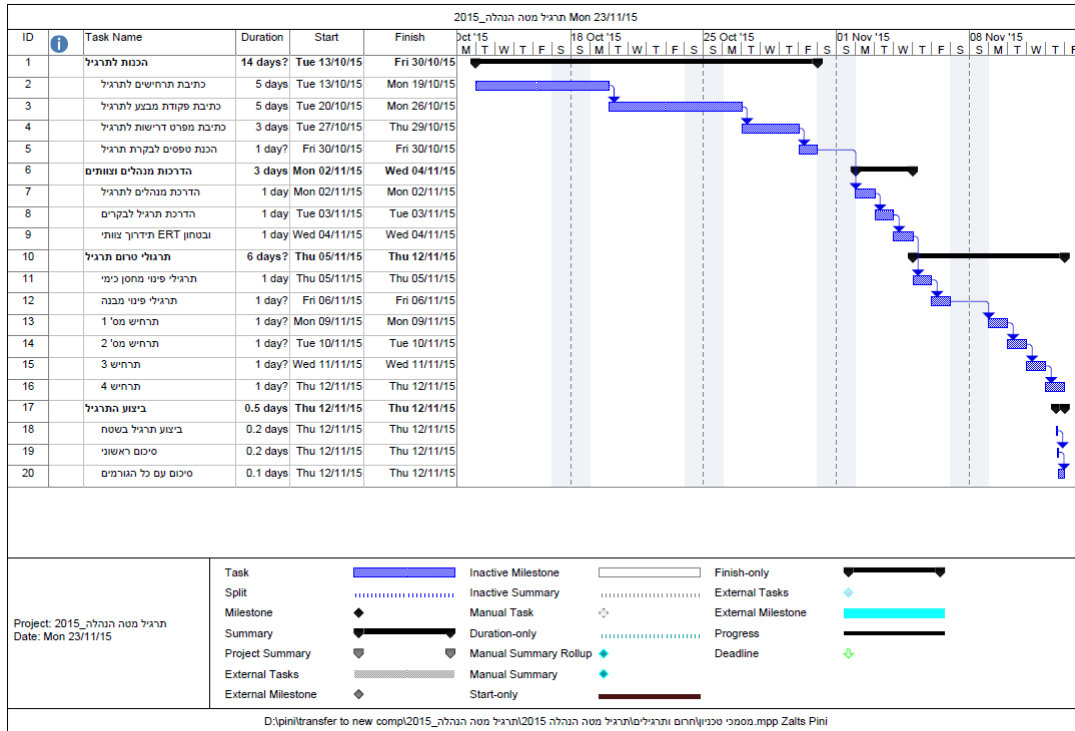 תרגיל מטה הנהלה_2015 Mon 23/11/15
ID Task Name Duration Start Finish Oct '15 18 Oct '15 25 Oct '15 01 Nov '15 08 Nov '15
M T W T F S S M T W T F S S M T W T F S S M T W T F S S M T W T F
1 הכנות לתרגיל 14 days? Tue 13/10/15 Fri 30/10/15
2 כתיבת תרחישים לתרגיל 5 days Tue 13/10/15 Mon 19/10/15
3 כתיבת פקודת מבצע לתרגיל 5 days Tue 20/10/15 Mon 26/10/15
4 כתיבת מפרט דרישות לתרגיל 3 days Tue 27/10/15 Thu 29/10/15
5 הכנת טפסים לבקרת תרגיל 1 day? Fri 30/10/15 Fri 30/10/15
6 הדרכות מנהלים וצוותים 3 days Mon 02/11/15 Wed 04/11/15
7 הדרכת מנהלים לתרגיל 1 day Mon 02/11/15 Mon 02/11/15
8 הדרכת תרגיל לבקרים 1 day Tue 03/11/15 Tue 03/11/15
9 ובטחון ERT תידרוך צוותי 1 day Wed 04/11/15 Wed 04/11/15
10 תרגולי טרום תרגיל 6 days? Thu 05/11/15 Thu 12/11/15
11 תרגילי פינוי מחסן כימי 1 day Thu 05/11/15 Thu 05/11/15
12 תרגילי פינוי מבנה 1 day? Fri 06/11/15 Fri 06/11/15
13 תרחיש מס' 1 1 day? Mon 09/11/15 Mon 09/11/15
14 תרחיש מס' 2 1 day? Tue 10/11/15 Tue 10/11/15
15 תרחיש 3 1 day? Wed 11/11/15 Wed 11/11/15
16 תרחיש 4 1 day? Thu 12/11/15 Thu 12/11/15
17 ביצוע התרגיל 0.5 days Thu 12/11/15 Thu 12/11/15
18 ביצוע תרגיל בשטח 0.2 days Thu 12/11/15 Thu 12/11/15
19 סיכום ראשוני 0.2 days Thu 12/11/15 Thu 12/11/15
20 סיכום עם כל הגורמים 0.1 days Thu 12/11/15 Thu 12/11/15
Project: תרגיל מטה הנהלה_2015
Date: Mon 23/11/15
Task Inactive Milestone Finish-only
Split Inactive Summary External Tasks
Milestone Manual Task External Milestone
Summary Duration-only Progress
Project Summary Manual Summary Rollup Deadline
External Tasks Manual Summary
External Milestone Start-only
D:\pini\transfer to new comp\מסמכי טכניון\חרום ותרגילים\תרגיל מטה הנהלה 2015\תרגיל מטה הנהלה_2015.mpp Zalts Pini